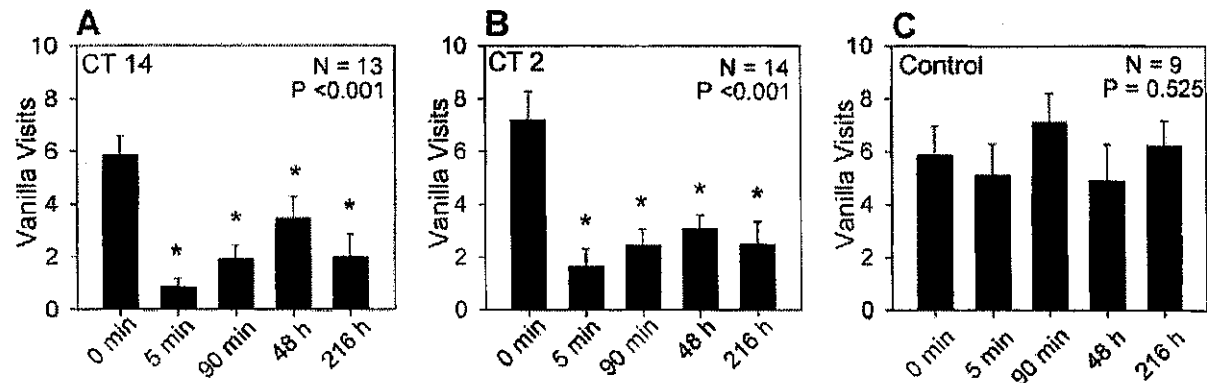 A
10
CT 14
N = 13
P <0.001
8
6
4
2
0
Vanilla Visits
*
*
*
*
0 min
5 min
90 min
48 h
216 h
B
10
CT 2
N = 14
P <0.001
8
6
4
2
0
Vanilla Visits
*
*
*
*
0 min
5 min
90 min
48 h
216 h
C
10
Control
N = 9
P = 0.525
8
6
4
2
0
Vanilla Visits
0 min
5 min
90 min
48 h
216 h